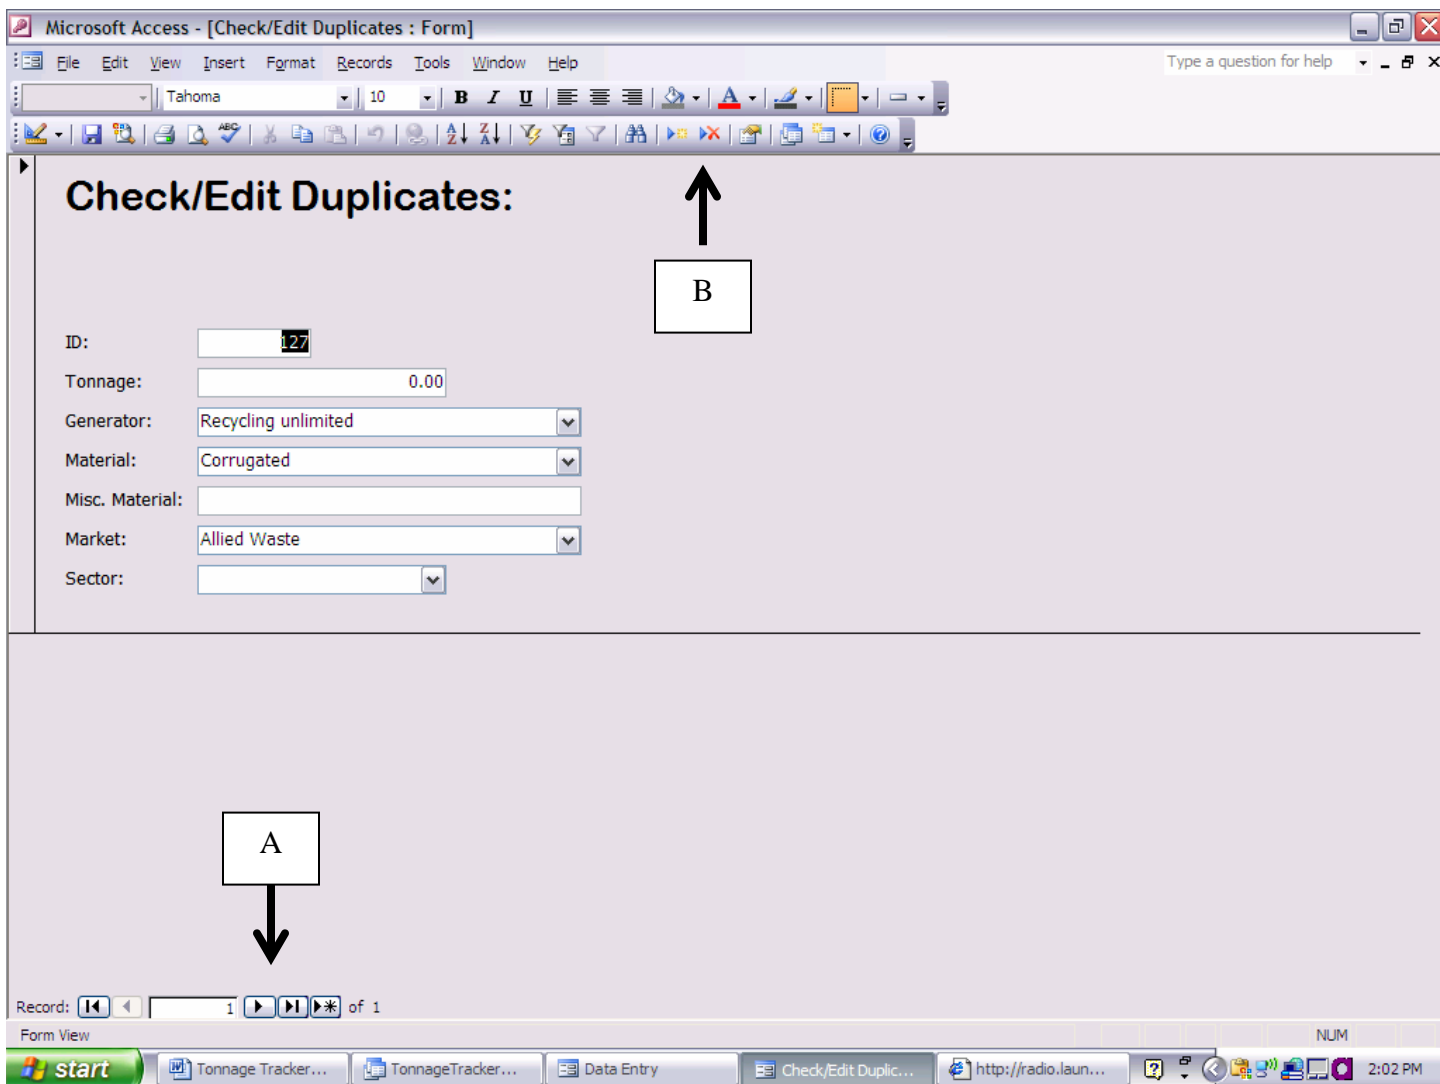 Microsoft Access - [Check/Edit Duplicates : Form]
File Edit View Insert Format Records Tools Window Help Type a question for help
Tahoma 10 B I U A
ABC A Z Z A
Check/Edit Duplicates:
B
ID: 127
Tonnage: 0.00
Generator: Recycling unlimited
Material: Corrugated
Misc. Material:
Market: Allied Waste
Sector:
A
Record: 1 of 1
Form View NUM
start Tonnage Tracker... TonnageTracker... Data Entry Check/Edit Duplic... http://radio.laun... 2:02 PM